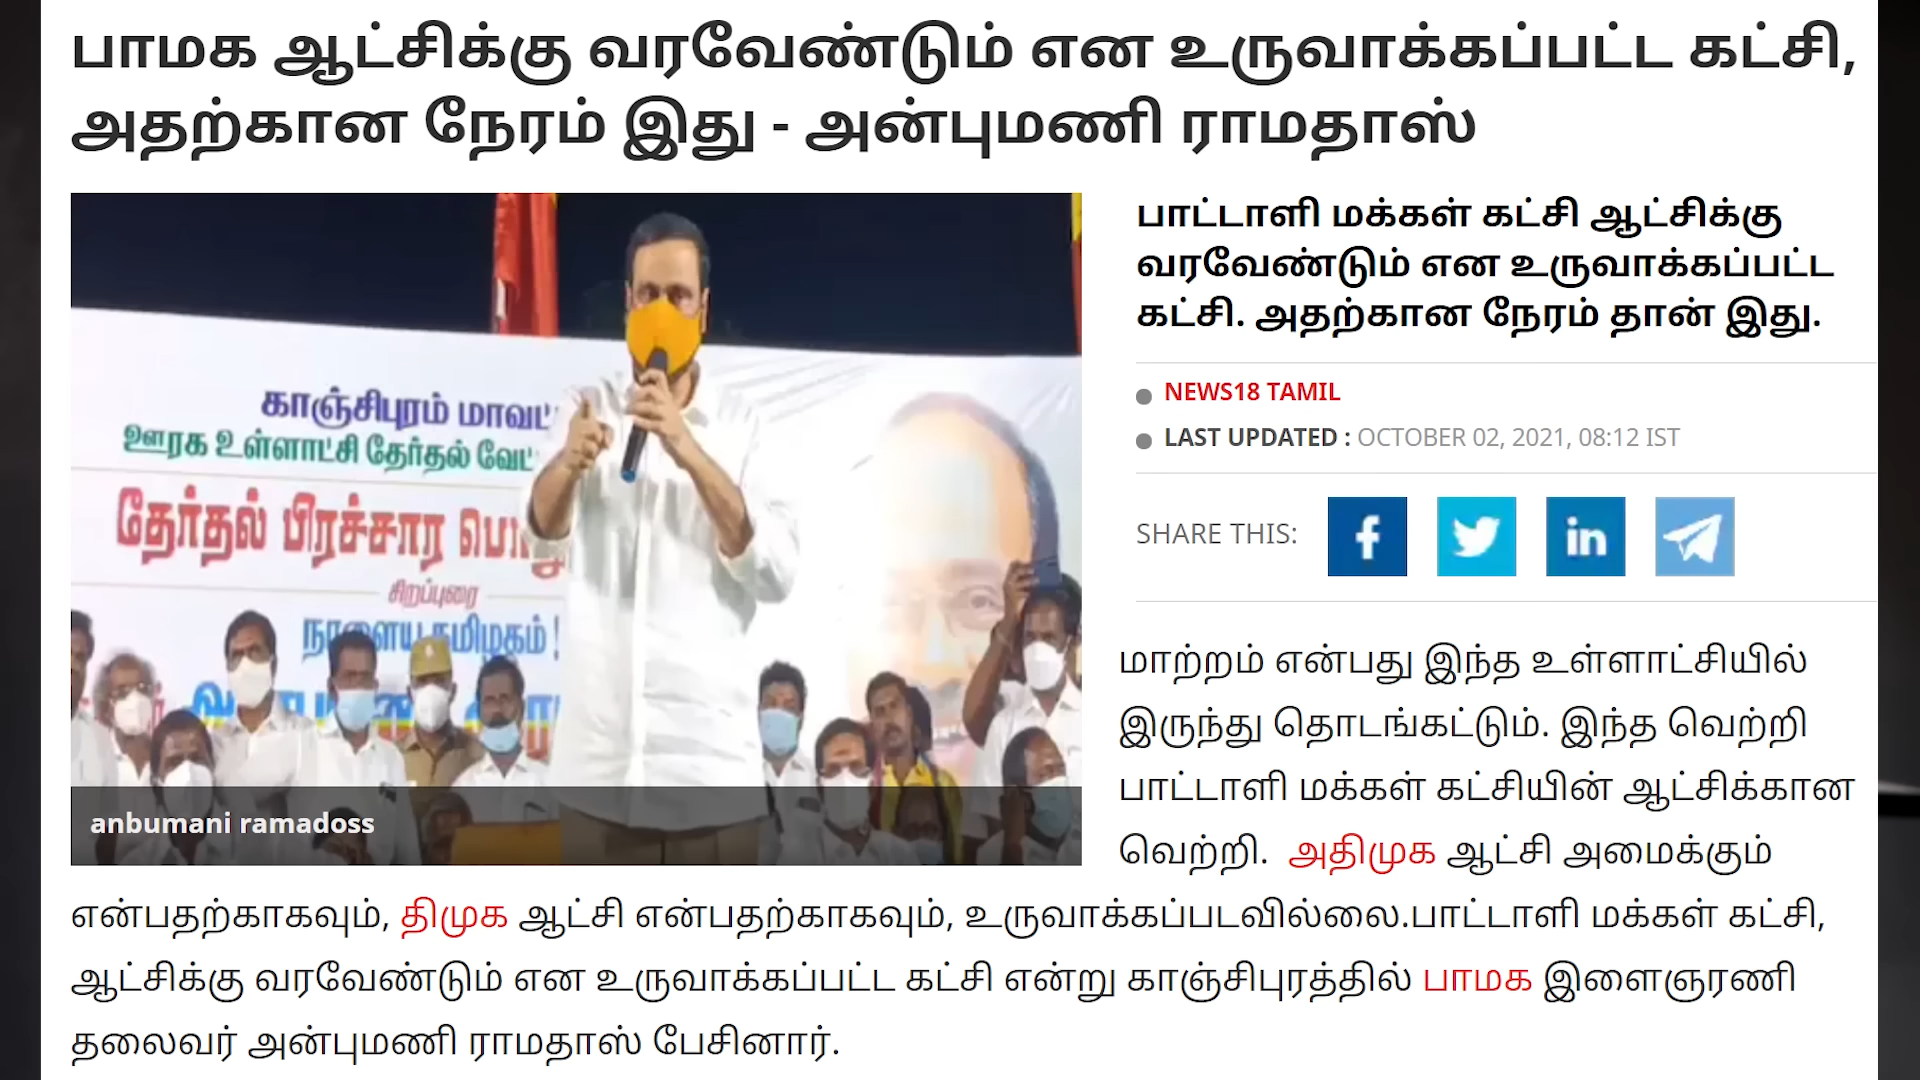 பாமக ஆட்சிக்கு வரவேண்டும் என உருவாக்கப்பட்ட கட்சி,
அதற்கான நேரம் இது - அன்புமணி ராமதாஸ்
காஞ்சிபுரம்
ஊரக உள்ளாட்சி தேர்தல்
தேர்தல் பிரச்சார
சிறப்புரை
anbumani ramadoss
பாட்டாளி மக்கள் கட்சி ஆட்சிக்கு
வரவேண்டும் என உருவாக்கப்பட்ட
கட்சி. அதற்கான நேரம் தான் இது.
NEWS18 TAMIL
LAST UPDATED : OCTOBER 02, 2021, 08:12 IST
SHARE THIS:
மாற்றம் என்பது இந்த உள்ளாட்சியில்
இருந்து தொடங்கட்டும். இந்த வெற்றி
பாட்டாளி மக்கள் கட்சியின் ஆட்சிக்கான
வெற்றி. அதிமுக ஆட்சி அமைக்கும்
என்பதற்காகவும், திமுக ஆட்சி என்பதற்காகவும், உருவாக்கப்படவில்லை.பாட்டாளி மக்கள் கட்சி,
ஆட்சிக்கு வரவேண்டும் என உருவாக்கப்பட்ட கட்சி என்று காஞ்சிபுரத்தில் பாமக இளைஞரணி
தலைவர் அன்புமணி ராமதாஸ் பேசினார்.